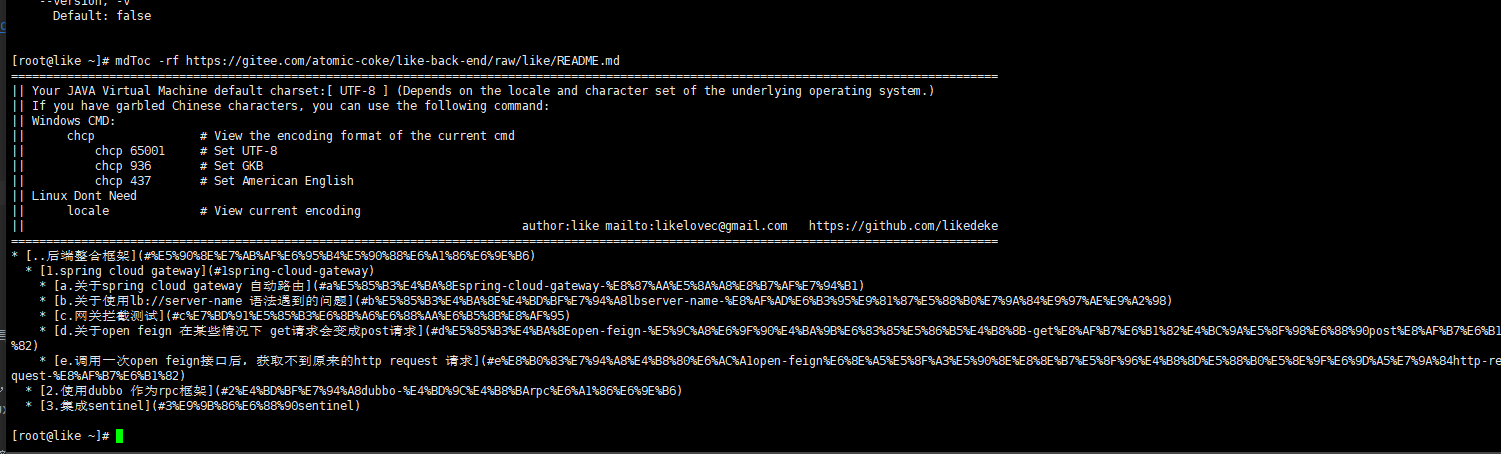 --version, -v
Default: false
[root@like ~]# mdToc -rf https://gitee.com/atomic-coke/like-back-end/raw/like/README.md
|| Your JAVA Virtual Machine default charset:[ UTF-8 ] (Depends on the locale and character set of the underlying operating system.)
|| If you have garbled Chinese characters, you can use the following command:
|| Windows CMD:
|| chcp # View the encoding format of the current cmd
|| chcp 65001 # Set UTF-8
|| chcp 936 # Set GKB
|| chcp 437 # Set American English
|| Linux Dont Need
|| locale # View current encoding
|| author:like mailto:likelovec@gmail.com https://github.com/likedeke
* [..后端整合框架](#%E5%90%8E%E7%AB%AF%E6%95%B4%E5%90%88%E6%A1%86%E6%9E%B6)
* [1.spring cloud gateway](#1spring-cloud-gateway)
* [a.关于spring cloud gateway 自动路由](#a%E5%85%B3%E4%BA%8Espring-cloud-gateway-%E8%87%AA%E5%8A%A8%E8%B7%AF%E7%94%B1)
* [b.关于使用lb://server-name 语法遇到的问题](#b%E5%85%B3%E4%BA%8E%E4%BD%BF%E7%94%A8lbserver-name-%E8%AF%AD%E6%B3%95%E9%81%87%E5%88%B0%E7%9A%84%E9%97%AE%E9%A2%98)
* [c.网关拦截测试](#c%E7%BD%91%E5%85%B3%E6%8B%A6%E6%88%AA%E6%B5%8B%E8%AF%95)
* [d.关于open feign 在某些情况下 get请求会变成post请求](#d%E5%85%B3%E4%BA%8Eopen-feign-%E5%9C%A8%E6%9F%90%E4%BA%9B%E6%83%85%E5%86%B5%E4%B8%8B-get%E8%AF%B7%E6%B1%82%E4%BC%9A%E5%8F%98%E6%88%90post%E8%AF%B7%E6%B1
%82)
* [e.调用一次open feign接口后，获取不到原来的http request 请求](#e%E8%B0%83%E7%94%A8%E4%B8%80%E6%AC%A1open-feign%E6%8E%A5%E5%8F%A3%E5%90%8E%E8%8E%B7%E5%8F%96%E4%B8%8D%E5%88%B0%E5%8E%9F%E6%9D%A5%E7%9A%84http-re
quest-%E8%AF%B7%E6%B1%82)
* [2.使用dubbo 作为rpc框架](#2%E4%BD%BF%E7%94%A8dubbo-%E4%BD%9C%E4%B8%BArpc%E6%A1%86%E6%9E%B6)
* [3.集成sentinel](#3%E9%9B%86%E6%88%90sentinel)
[root@like ~]#